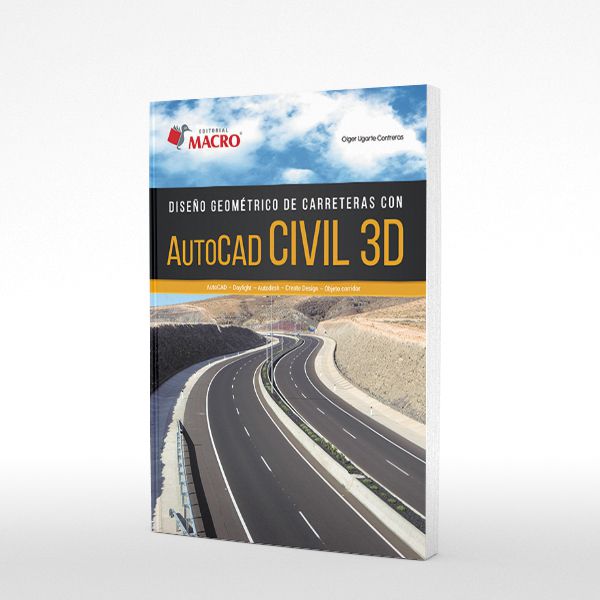 EDITORIAL
MACRO®
Olger Ugarte Contreras
DISEÑO GEOMÉTRICO DE CARRETERAS CON
AUTOCAD CIVIL 3D
AutoCAD - Daylight - Autodesk - Create Design - Objeto corridor